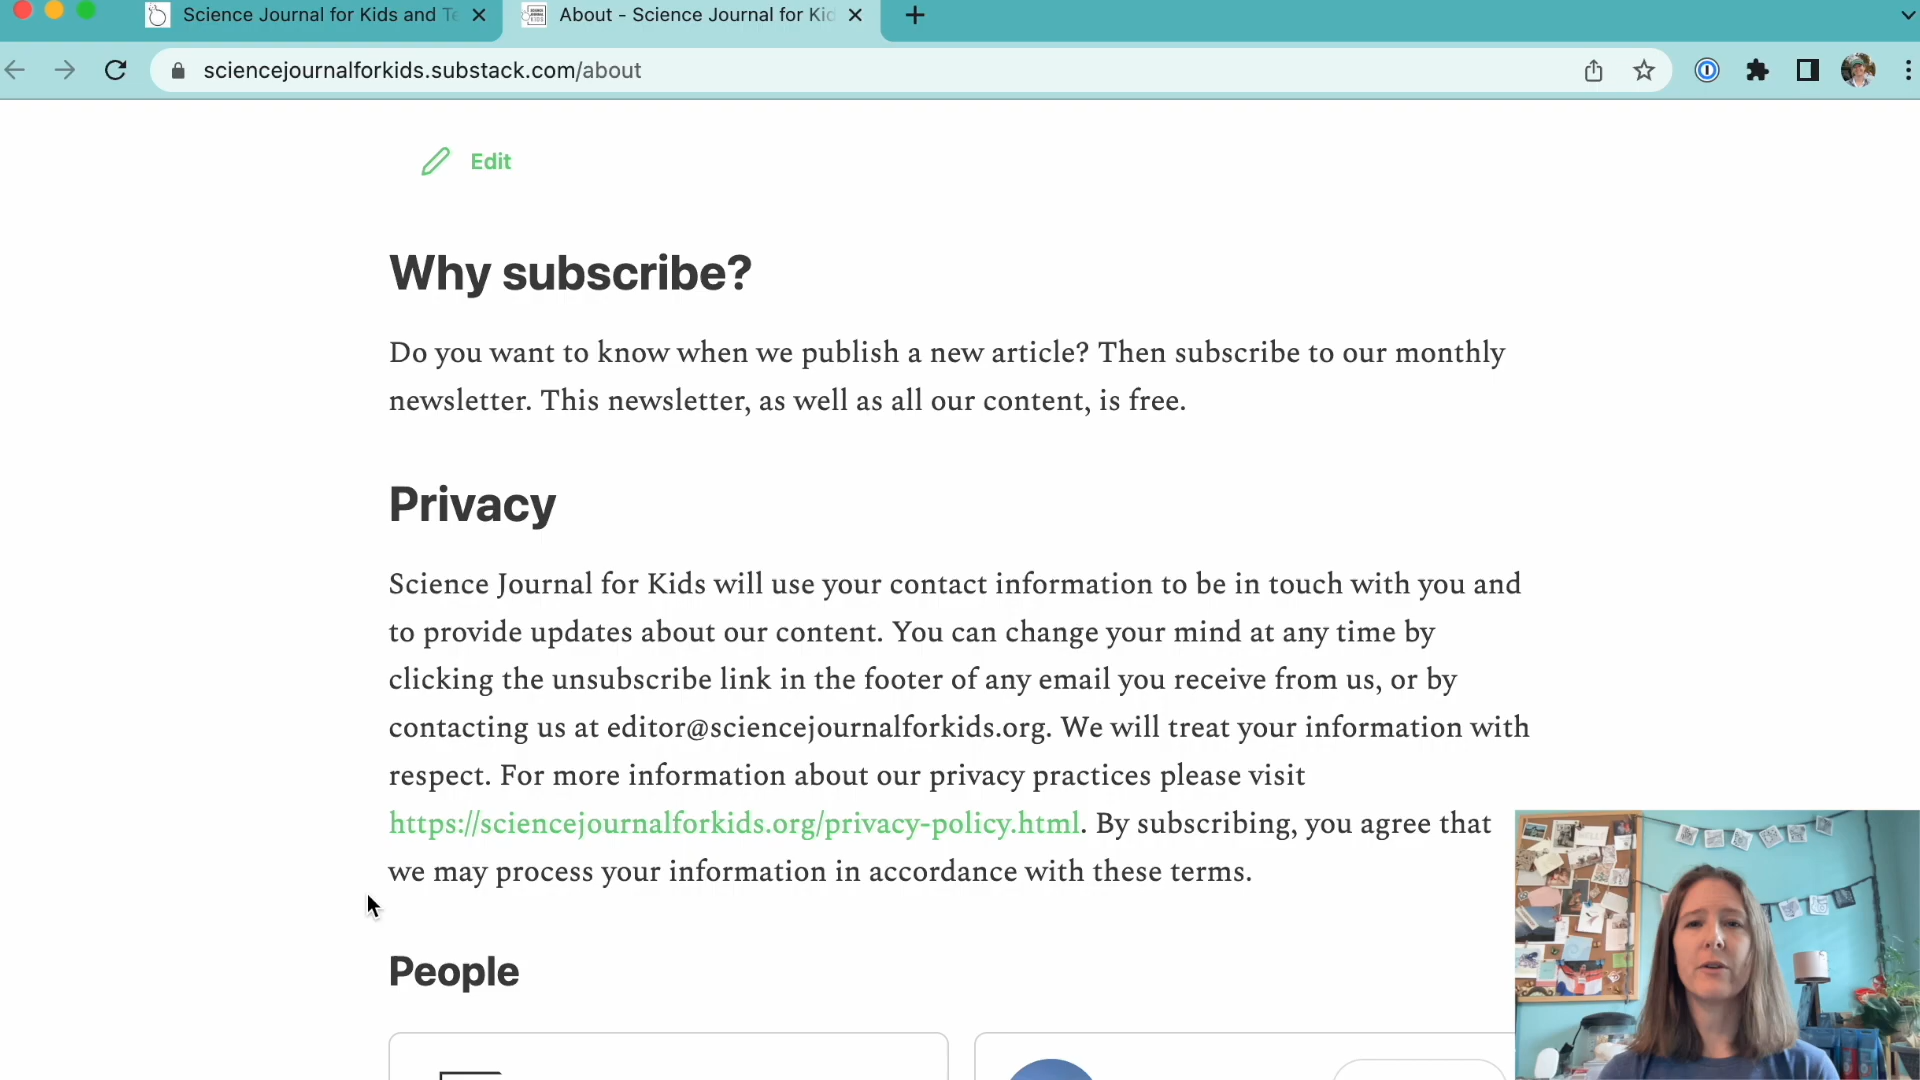 Science Journal for Kids and Te
About - Science Journal for Kid
sciencejournalforkids.substack.com/about
Edit
Why subscribe?
Do you want to know when we publish a new article? Then subscribe to our monthly
newsletter. This newsletter, as well as all our content, is free.
Privacy
Science Journal for Kids will use your contact information to be in touch with you and
to provide updates about our content. You can change your mind at any time by
clicking the unsubscribe link in the footer of any email you receive from us, or by
contacting us at editor@sciencejournalforkids.org. We will treat your information with
respect. For more information about our privacy practices please visit
https://sciencejournalforkids.org/privacy-policy.html. By subscribing, you agree that
we may process your information in accordance with these terms.
People